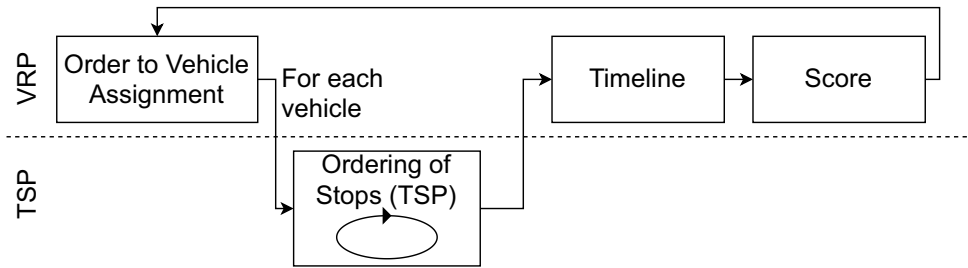 VRP
Order to Vehicle
Assignment
For each
vehicle
Timeline
Score
TSP
Ordering of
Stops (TSP)